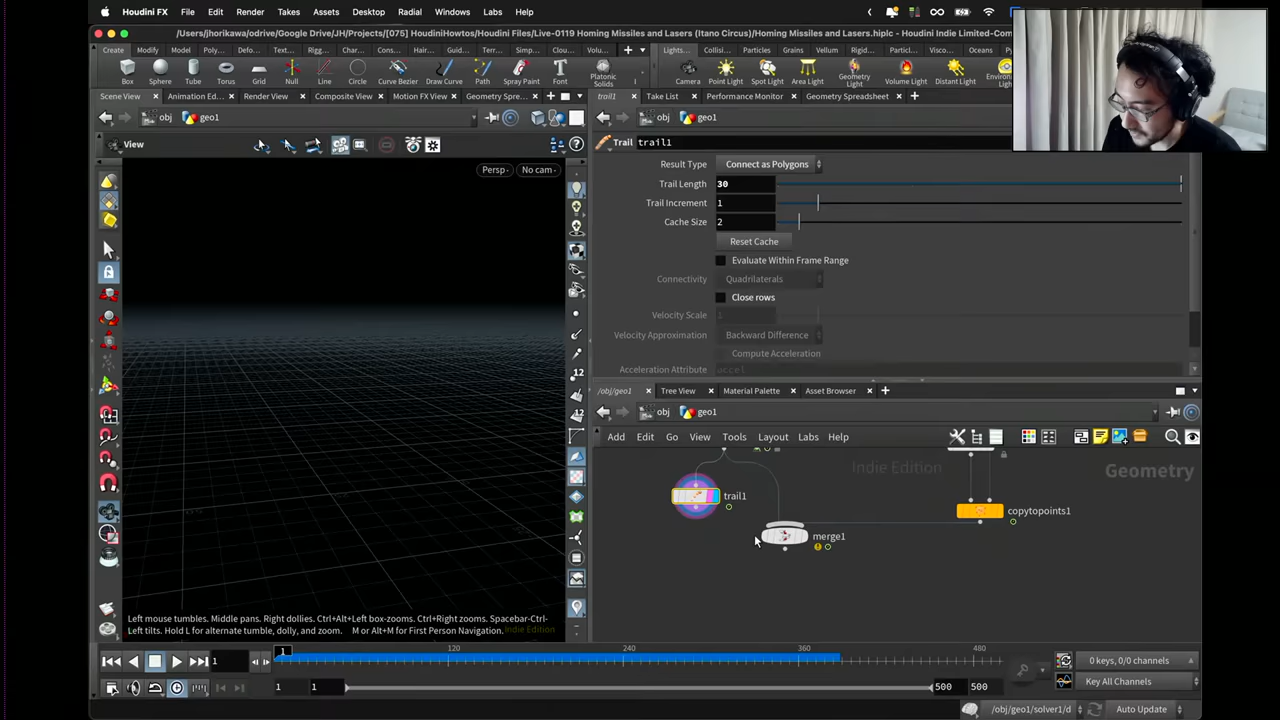 Houdini FX File Edit Render Takes Assets Desktop Radial Windows Labs Help
/Users/jhorikawa/odrive/Google Drive/JH/Projects/[075] HoudiniHowtos/Houdini Files/Live-0119 Homing Missiles and Lasers (Itano Circus)/Homing Missiles and Lasers.hiplc - Houdini Indie Limited-Com
Create Modify Model Poly... Defo... Text... Rigg... Char... Cons... Hair... Guid... Terr... Simp... Clou... Volu... Lights... Collisi... Particles Grains Vellum Rigid... Particl... Viscou... Oceans
Box Sphere Tube Torus Grid Null Line Circle Curve Bezier Draw Curve Path Spray Paint Font Platonic Solids Camera Point Light Spot Light Area Light Geometry Light Volume Light Distant Light
Scene View Animation Ed... Render View Composite View Motion FX View Geometry Spre... trail1 Take List Performance Monitor Geometry Spreadsheet
obj geo1 obj geo1
View Trail trail1
Persp No cam
Result Type Connect as Polygons
Trail Length 30
Trail Increment 1
Cache Size 2
Reset Cache
Evaluate Within Frame Range
Connectivity Quadrilaterals
Close rows
Velocity Scale 1
Velocity Approximation Backward Difference
Compute Acceleration
Acceleration Attribute accel
/obj/geo1 Tree View Material Palette Asset Browser
obj geo1
Add Edit Go View Tools Layout Labs Help
Indie Edition Geometry
trail1
copytopoints1
merge1
Left mouse tumbles. Middle pans. Right dollies. Ctrl+Alt+Left box-zooms. Ctrl+Right zooms. Spacebar-Ctrl-
Left tilts. Hold L for alternate tumble, dolly, and zoom. M or Alt+M for First Person Navigation. Indie Edition
1 1 120 240 360 480 0 keys, 0/0 channels
1 1 500 500 Key All Channels
/obj/geo1/solver1/d Auto Update